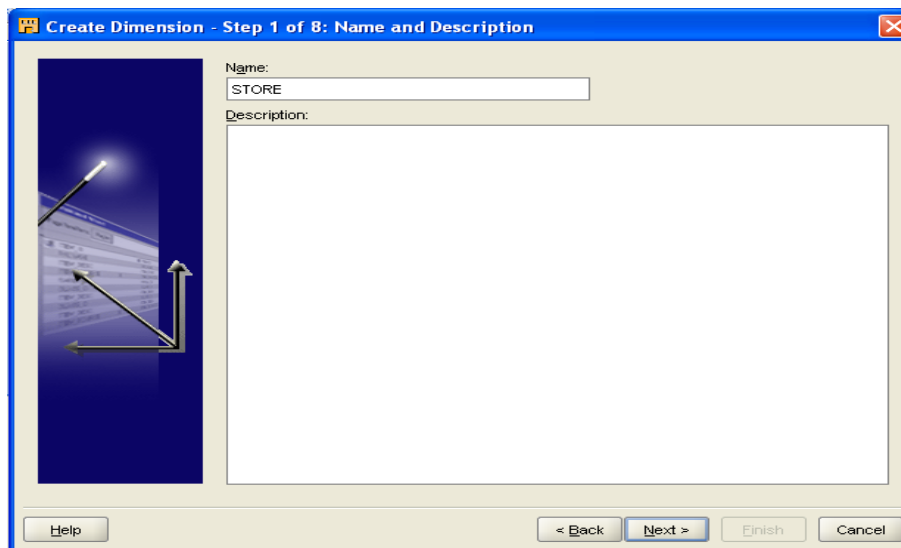 Create Dimension - Step 1 of 8: Name and Description
Name:
STORE
Description:
Help
< Back
Next >
Finish
Cancel